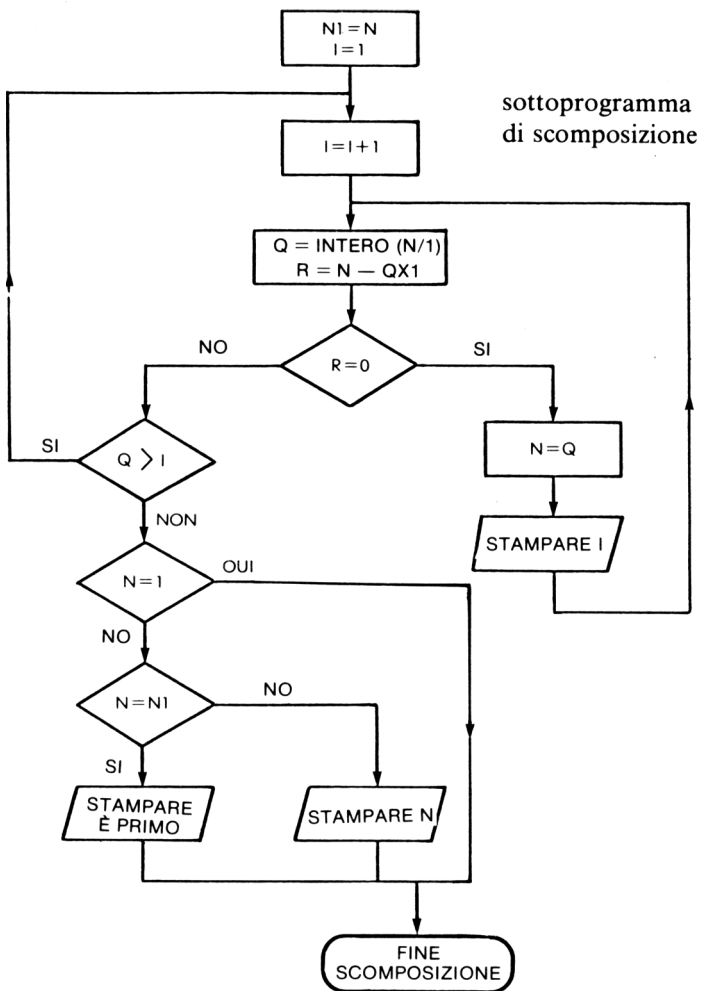 N1=N
I=1
sottoprogramma
di scomposizione
I=I+1
Q = INTERO (N/1)
R = N — QX1
NO
R=0
SI
SI
Q > I
N=Q
NON
STAMPARE I
N=1
OUI
NO
N=N1
NO
SI
STAMPARE
È PRIMO
STAMPARE N
FINE
SCOMPOSIZIONE